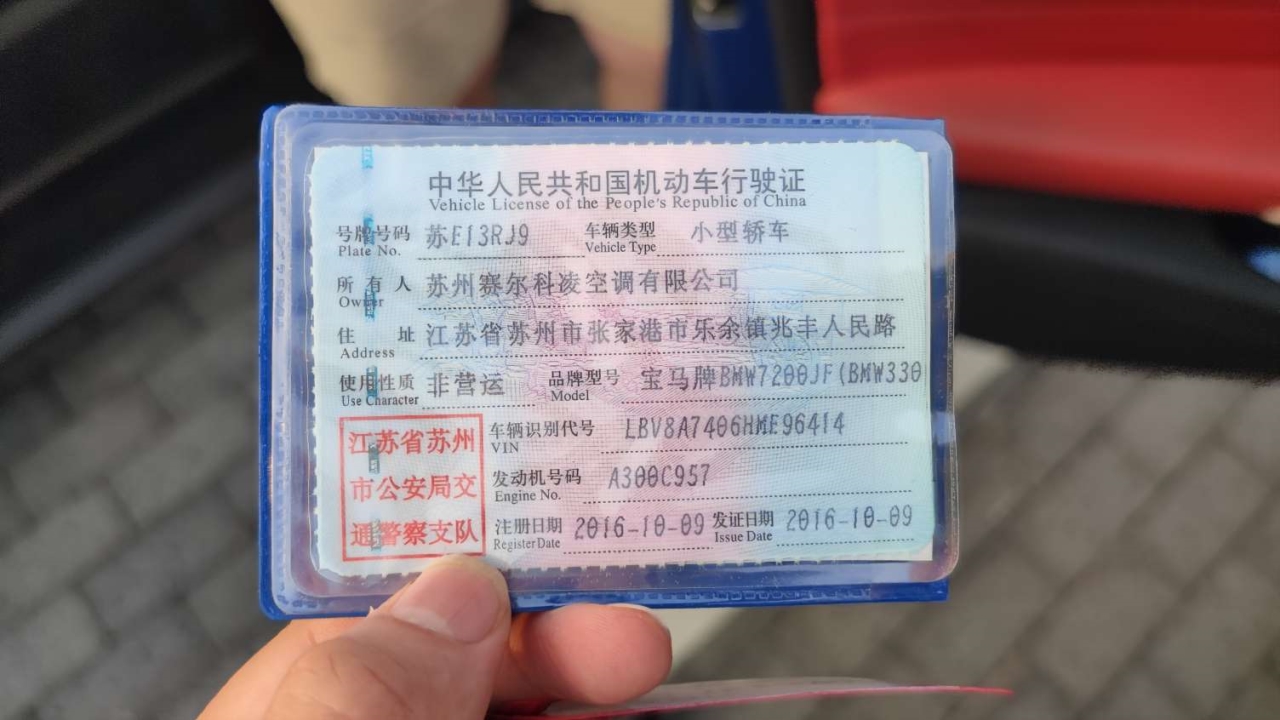 中华人民共和国机动车行驶证
Vehicle License of the People's Republic of China
号牌号码 苏E13RJ9 车辆类型 小型轿车
Plate No. Vehicle Type
所有人 苏州赛尔科凌空调有限公司
Owner
住址 江苏省苏州市张家港市乐余镇兆丰人民路
Address
使用性质 非营运 品牌型号 宝马牌BMW7200JF(BMW330
Use Character Model
江苏省苏州
市公安局交
通警察支队
车辆识别代号 LBV8A7406HME96414
VIN
发动机号码 A300C957
Engine No.
注册日期 2016-10-09 发证日期 2016-10-09
Register Date Issue Date